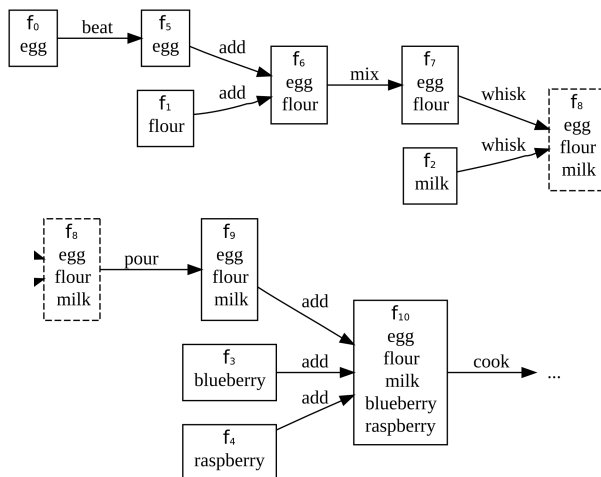 f₀
egg
beat
f₅
egg
add
f₁
flour
add
f₆
egg
flour
mix
f₇
egg
flour
whisk
f₂
milk
whisk
f₈
egg
flour
milk
f₈
egg
flour
milk
pour
f₉
egg
flour
milk
add
f₃
blueberry
add
f₄
raspberry
add
f₁₀
egg
flour
milk
blueberry
raspberry
cook
...